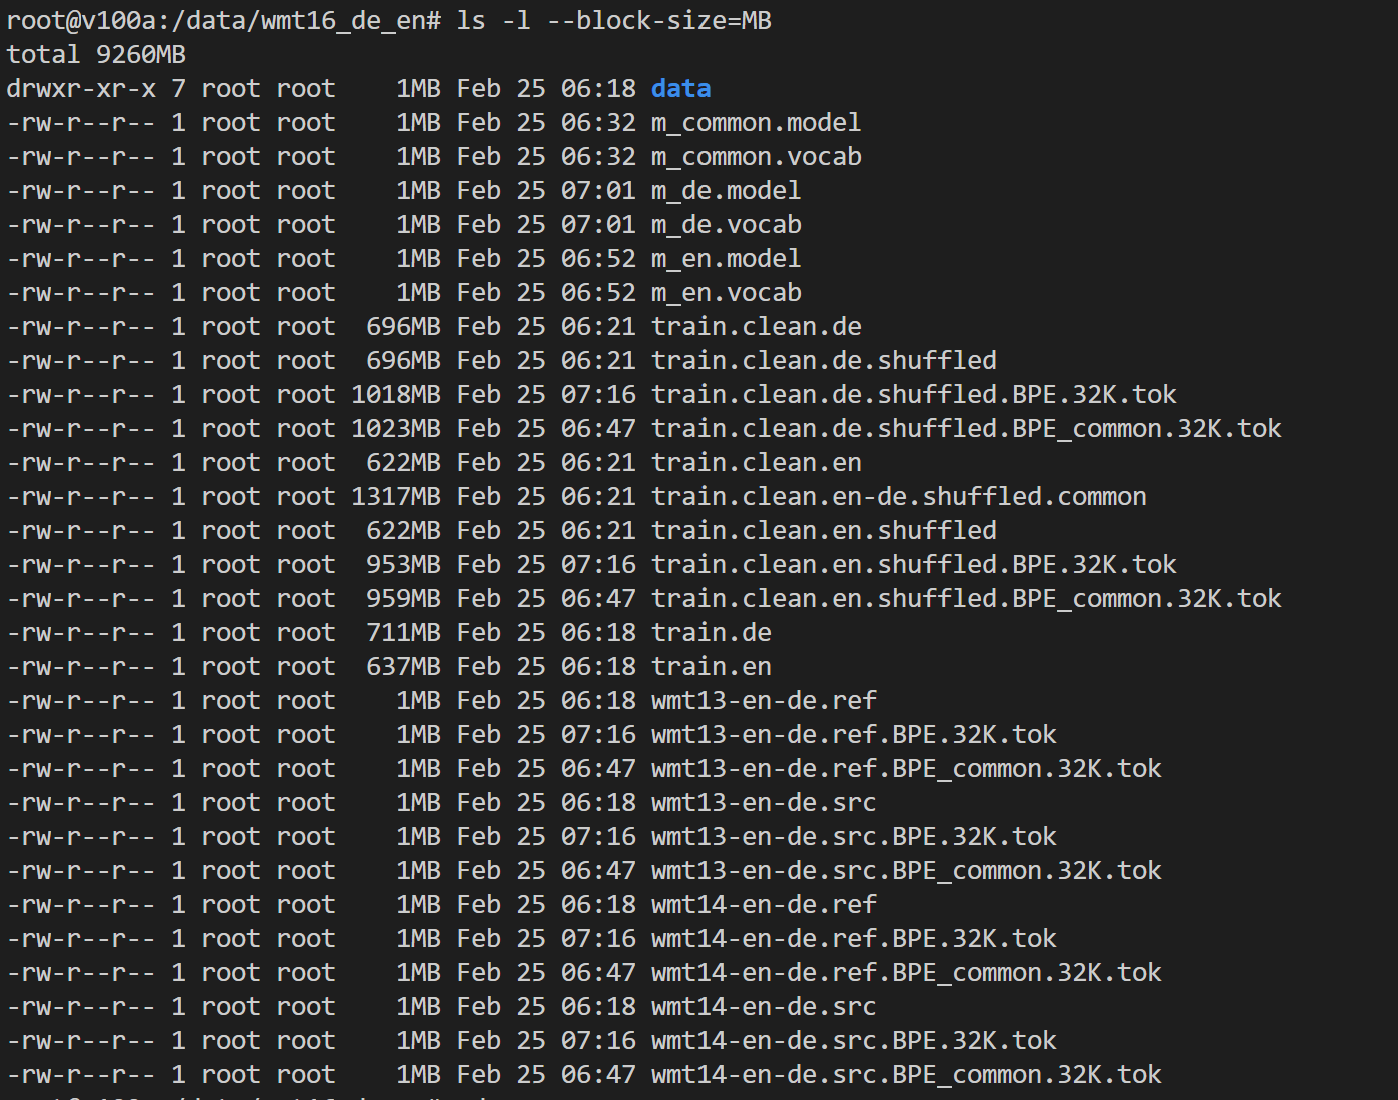 root@v100a:/data/wmt16_de_en# ls -l --block-size=MB
total 9260MB
drwxr-xr-x 7 root root    1MB Feb 25 06:18 data
-rw-r--r-- 1 root root    1MB Feb 25 06:32 m_common.model
-rw-r--r-- 1 root root    1MB Feb 25 06:32 m_common.vocab
-rw-r--r-- 1 root root    1MB Feb 25 07:01 m_de.model
-rw-r--r-- 1 root root    1MB Feb 25 07:01 m_de.vocab
-rw-r--r-- 1 root root    1MB Feb 25 06:52 m_en.model
-rw-r--r-- 1 root root    1MB Feb 25 06:52 m_en.vocab
-rw-r--r-- 1 root root  696MB Feb 25 06:21 train.clean.de
-rw-r--r-- 1 root root  696MB Feb 25 06:21 train.clean.de.shuffled
-rw-r--r-- 1 root root 1018MB Feb 25 07:16 train.clean.de.shuffled.BPE.32K.tok
-rw-r--r-- 1 root root 1023MB Feb 25 06:47 train.clean.de.shuffled.BPE_common.32K.tok
-rw-r--r-- 1 root root  622MB Feb 25 06:21 train.clean.en
-rw-r--r-- 1 root root 1317MB Feb 25 06:21 train.clean.en-de.shuffled.common
-rw-r--r-- 1 root root  622MB Feb 25 06:21 train.clean.en.shuffled
-rw-r--r-- 1 root root  953MB Feb 25 07:16 train.clean.en.shuffled.BPE.32K.tok
-rw-r--r-- 1 root root  959MB Feb 25 06:47 train.clean.en.shuffled.BPE_common.32K.tok
-rw-r--r-- 1 root root  711MB Feb 25 06:18 train.de
-rw-r--r-- 1 root root  637MB Feb 25 06:18 train.en
-rw-r--r-- 1 root root    1MB Feb 25 06:18 wmt13-en-de.ref
-rw-r--r-- 1 root root    1MB Feb 25 07:16 wmt13-en-de.ref.BPE.32K.tok
-rw-r--r-- 1 root root    1MB Feb 25 06:47 wmt13-en-de.ref.BPE_common.32K.tok
-rw-r--r-- 1 root root    1MB Feb 25 06:18 wmt13-en-de.src
-rw-r--r-- 1 root root    1MB Feb 25 07:16 wmt13-en-de.src.BPE.32K.tok
-rw-r--r-- 1 root root    1MB Feb 25 06:47 wmt13-en-de.src.BPE_common.32K.tok
-rw-r--r-- 1 root root    1MB Feb 25 06:18 wmt14-en-de.ref
-rw-r--r-- 1 root root    1MB Feb 25 07:16 wmt14-en-de.ref.BPE.32K.tok
-rw-r--r-- 1 root root    1MB Feb 25 06:47 wmt14-en-de.ref.BPE_common.32K.tok
-rw-r--r-- 1 root root    1MB Feb 25 06:18 wmt14-en-de.src
-rw-r--r-- 1 root root    1MB Feb 25 07:16 wmt14-en-de.src.BPE.32K.tok
-rw-r--r-- 1 root root    1MB Feb 25 06:47 wmt14-en-de.src.BPE_common.32K.tok